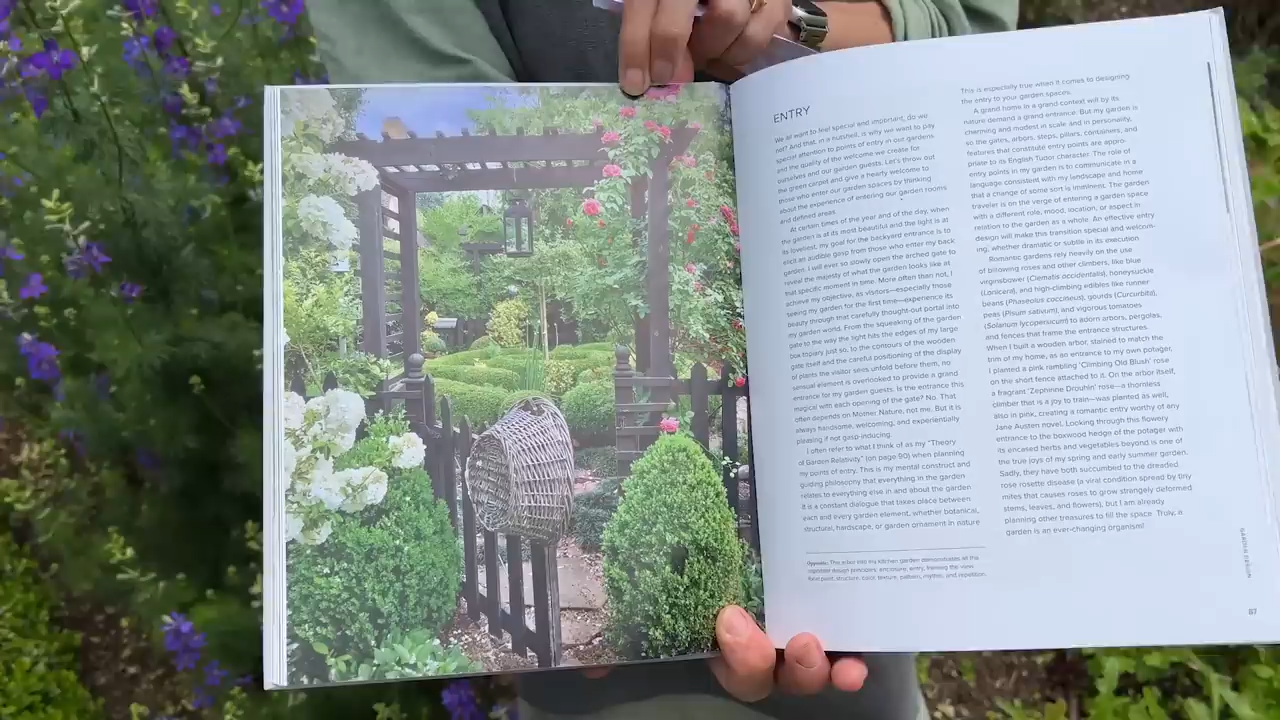 ENTRY
We all want to feel special and important, do we
not? And that, in a nutshell, is why we want to pay
special attention to points of entry in our gardens
and the quality of the welcome we create for
ourselves and our garden guests. Let's throw out
the green carpet and give a hearty welcome to
those who enter our garden spaces by thinking
about the experience of entering our garden rooms
and defined areas.
At certain times of the year and of the day, when
the garden is at its most beautiful and the light is at
its loveliest, my goal for the backyard entrance is to
elicit an audible gasp from those who enter my back
garden. I will ever so slowly open the arched gate to
reveal the majesty of what the garden looks like at
that specific moment in time. More often than not, I
achieve my objective, as visitors—especially those
seeing the garden for the first time—experience its
beauty through that carefully thought-out portal into
my garden world. From the squeaking of the garden
gate to the way the light hits the edges of my large
box topiary just so, to the contours of the wooden
gate itself and the careful positioning of the display
of plants the visitor sees unfold before them, no
sensual element is overlooked to provide a grand
entrance for garden guests. Is the entrance this
magical with each opening of the gate? No. That
often depends on Mother Nature, not me. But it is
always handsome, welcoming, and experientially
pleasing if not gasp-inducing.
I often refer to what I think of as my "Theory
of Garden Relativity" (on page 90) when planning
my points of entry. This is my mental construct and
guiding philosophy that everything in the garden
relates to everything else in and about the garden.
It is a constant dialogue that takes place between
each and every garden element, whether botanical,
structural, hardscape, or garden ornament in nature.
Opposite: The arbor into my kitchen garden demonstrates all the
important design principles: enclosure, entry, framing the view,
focal point, structure, color, texture, pattern, rhythm, and repetition.
This is especially true when it comes to designing
the entry to your garden spaces.
A grand home in a grand context will by its
nature demand a grand entrance. But my garden is
charming and modest in scale and in personality,
so the gates, arbors, steps, pillars, containers, and
features that constitute entry points are appro-
priate to its English Tudor character. The role of
entry points in my garden is to communicate in a
language consistent with my landscape and home
that a change of some sort is imminent. The garden
traveler is on the verge of entering a garden space
with a different role, mood, location, or aspect in
relation to the garden as a whole. An effective entry
design will make this transition special and welcom-
ing, whether dramatic or subtle in its execution.
Romantic gardens rely heavily on the use
of billowing roses and other climbers, like blue
virginsbower (Clematis occidentalis), honeysuckle
(Lonicera), and high-climbing edibles like runner
beans (Phaseolus coccineus), gourds (Curcurbita),
peas (Pisum sativum), and vigorous tomatoes
(Solanum lycopersicum) to adorn arbors, pergolas,
and fences that frame the entrance structures.
When I built a wooden arbor, stained to match the
trim of my home, as an entrance to my own potager,
I planted a pink rambling 'Climbing Old Blush' rose
on the short fence attached to it. On the arbor itself,
a fragrant 'Zephirine Drouhin' rose—a thornless
climber that is a joy to train—was planted as well,
also in pink, creating a romantic entry worthy of any
Jane Austen novel. Looking through this flowery
entrance to the boxwood hedge of the potager with
its encased herbs and vegetables beyond is one of
the true joys of my spring and early summer garden.
Sadly, they have both succumbed to the dreaded
rose rosette disease (a viral condition spread by tiny
mites that causes roses to grow strangely deformed
stems, leaves, and flowers), but I am already
planning other treasures to fill the space. Truly, a
garden is an ever-changing organism!
GARDEN DESIGN
87